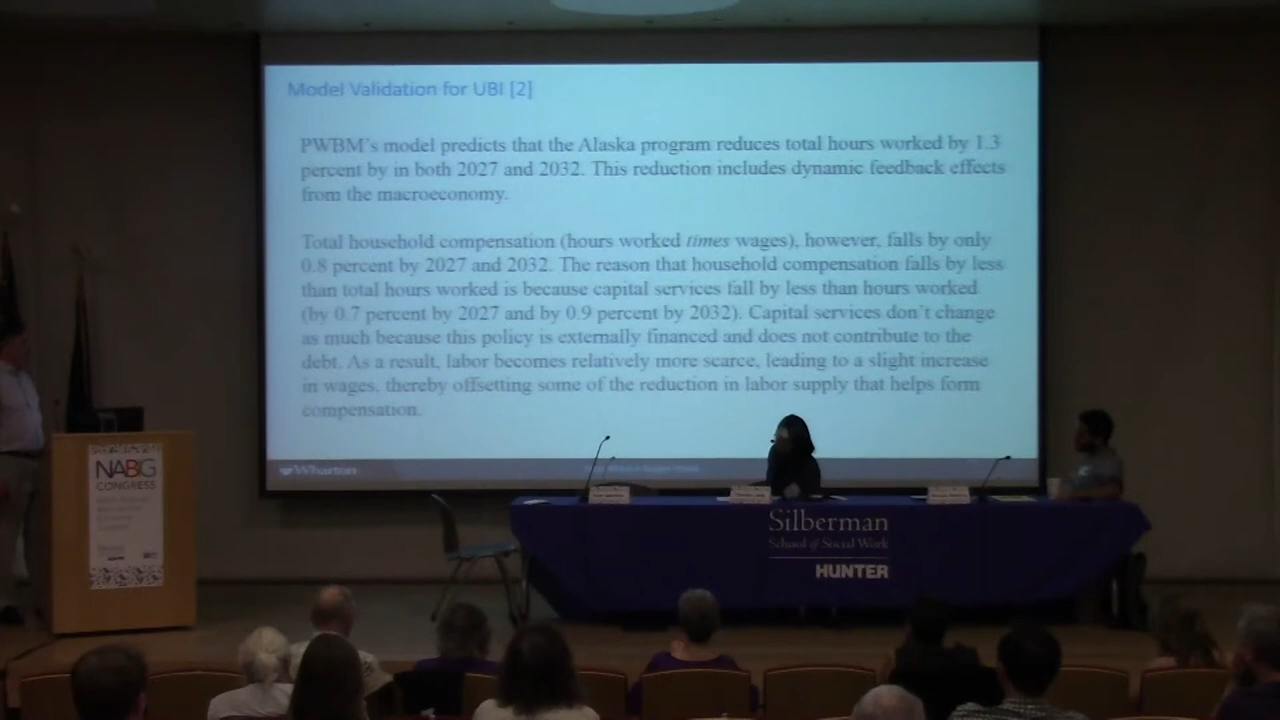 Model Validation for UBI [2]
PWBM's model predicts that the Alaska program reduces total hours worked by 1.3
percent by in both 2027 and 2032. This reduction includes dynamic feedback effects
from the macroeconomy.
Total household compensation (hours worked times wages), however, falls by only
0.8 percent by 2027 and 2032. The reason that household compensation falls by less
than total hours worked is because capital services fall by less than hours worked
(by 0.7 percent by 2027 and by 0.9 percent by 2032). Capital services don't change
as much because this policy is externally financed and does not contribute to the
debt. As a result, labor becomes relatively more scarce, leading to a slight increase
in wages, thereby offsetting some of the reduction in labor supply that helps form
compensation.
Wharton
NABIG
CONGRESS
Silberman
School of Social Work
HUNTER